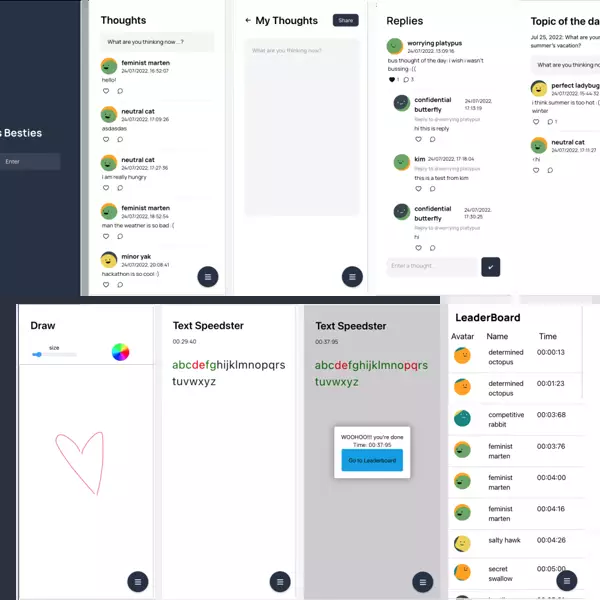 s Besties
Enter
Thoughts
What are you thinking now ...?
feminist marten
24/07/2022, 16:52:07
hello!
neutral cat
24/07/2022, 17:09:26
asdasdas
neutral cat
24/07/2022, 17:27:36
i am really hungry
feminist marten
24/07/2022, 18:52:54
man the weather is so bad :(
minor yak
24/07/2022, 20:08:41
hackathon is so cool :)
My Thoughts
Share
What are you thinking now?
Replies
worrying platypus
24/07/2022, 13:09:16
bus thought of the day: i wish i wasn't
bussing :((
1
3
confidential
butterfly
24/07/2022,
17:13:19
Reply to @worrying platypus
hi this is reply
kim 24/07/2022, 17:18:04
Reply to @worrying platypus
this is a test from kim
confidential
butterfly
24/07/2022,
17:30:25
Reply to @worrying platypus
hi
Enter a thought...
Topic of the da
Jul 25, 2022: What are y
summer's vacation?
What are you thinking now
perfect ladybug
24/07/2022, 15:44:32
i think summer is too hot :(
winter
1
neutral cat
24/07/2022, 17:11:27
hi
Draw
size
Text Speedster
00:29:40
abcdefghijklmnopqrs
tuvwxyz
Text Speedster
00:37:95
abcdefghijklmnopqrs
tuvwxyz
WOOHOO!!! you're done
Time: 00:37:95
Go to Leaderboard
LeaderBoard
Avatar Name Time
determined
octopus
00:00:13
determined
octopus
00:01:23
competitive
rabbit
00:03:68
feminist
marten
00:03:76
feminist
marten
00:04:00
feminist
marten
00:04:16
salty hawk
00:04:26
secret
swallow
00:05:00